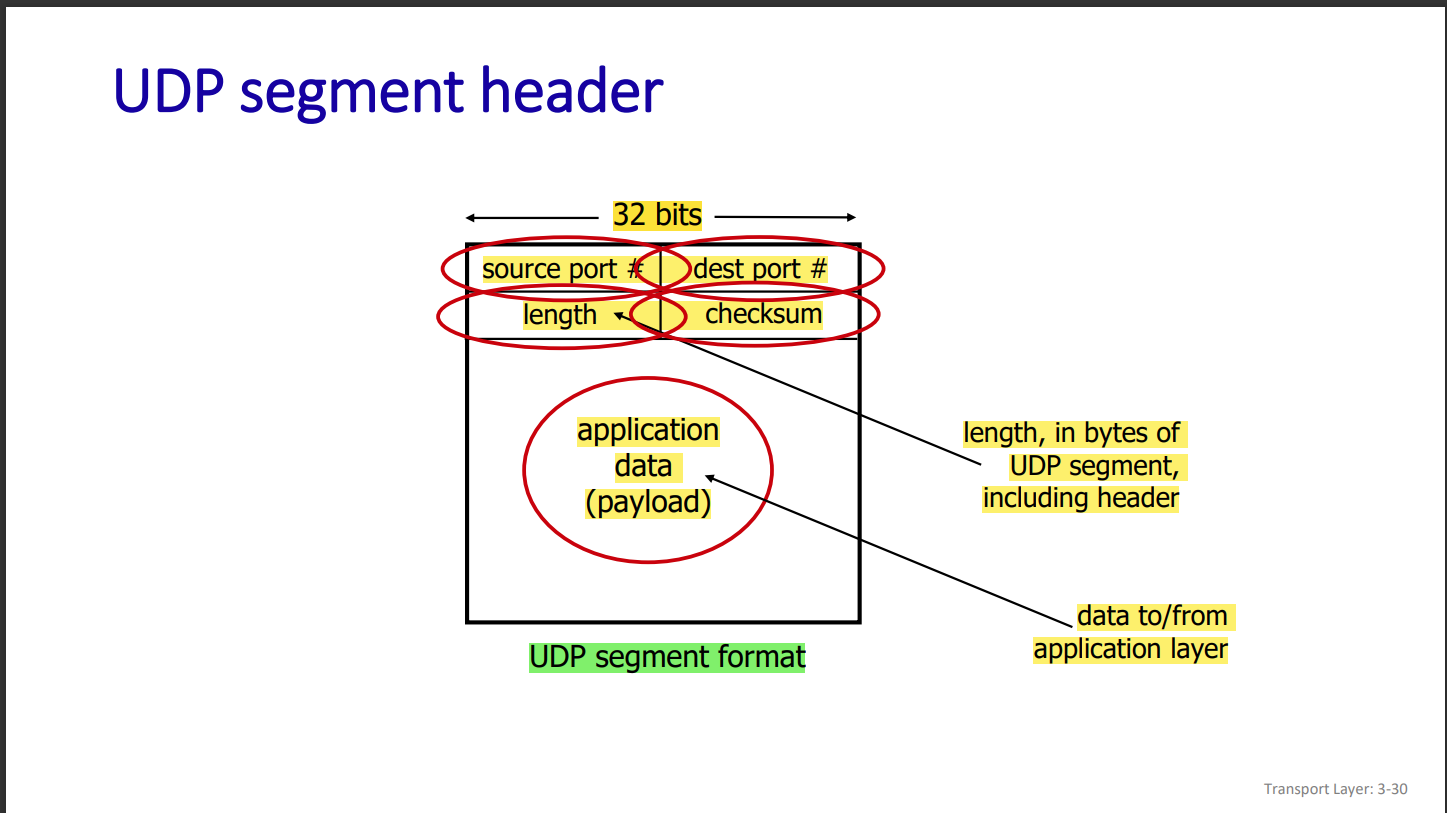 UDP segment header
32 bits
source port #
dest port #
length
checksum
application
data
(payload)
length, in bytes of
UDP segment,
including header
data to/from
application layer
UDP segment format
Transport Layer: 3-30